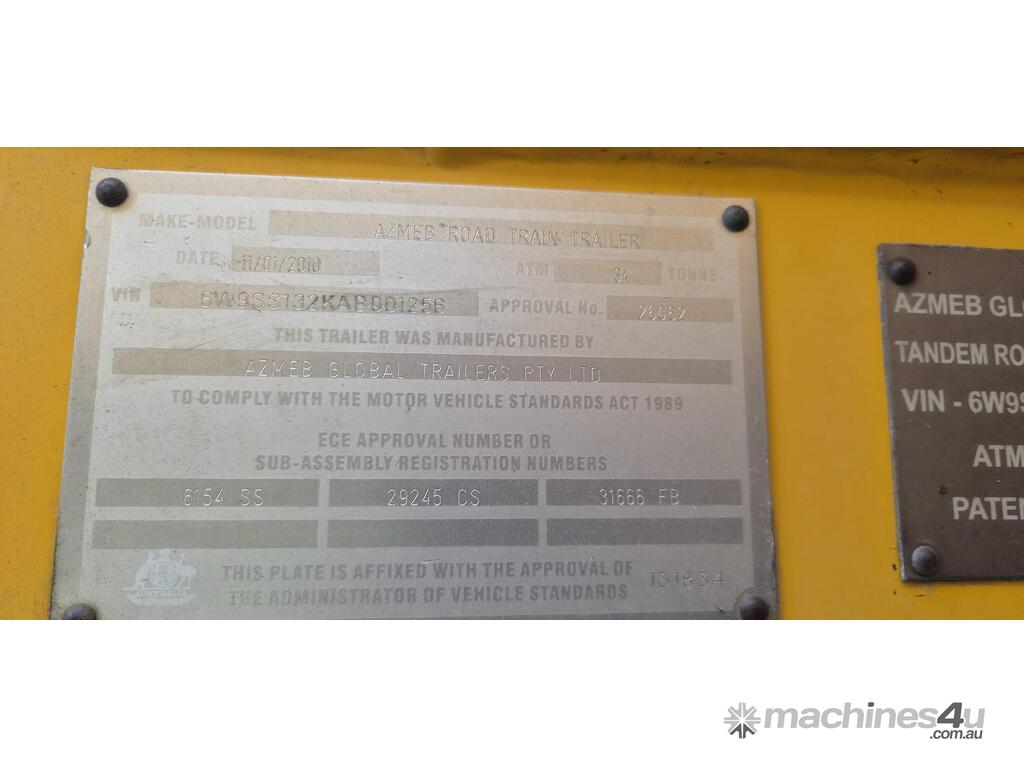 MAKE-MODEL AZMEB ROAD TRAIN TRAILER
DATE 11/01/2010 ATM 34 TONNE
VIN 6W9SS132KAB001256 APPROVAL No. 26062
THIS TRAILER WAS MANUFACTURED BY
AZMEB GLOBAL TRAILERS PTY LTD
TO COMPLY WITH THE MOTOR VEHICLE STANDARDS ACT 1989
ECE APPROVAL NUMBER OR
SUB-ASSEMBLY REGISTRATION NUMBERS
6154 SS 29245 CS 31666 FB
AUSTRALIA
THIS PLATE IS AFFIXED WITH THE APPROVAL OF 131834
THE ADMINISTRATOR OF VEHICLE STANDARDS
AZMEB GL
TANDEM RO
VIN - 6W9S
ATM
PATEN
machines4u
.com.au